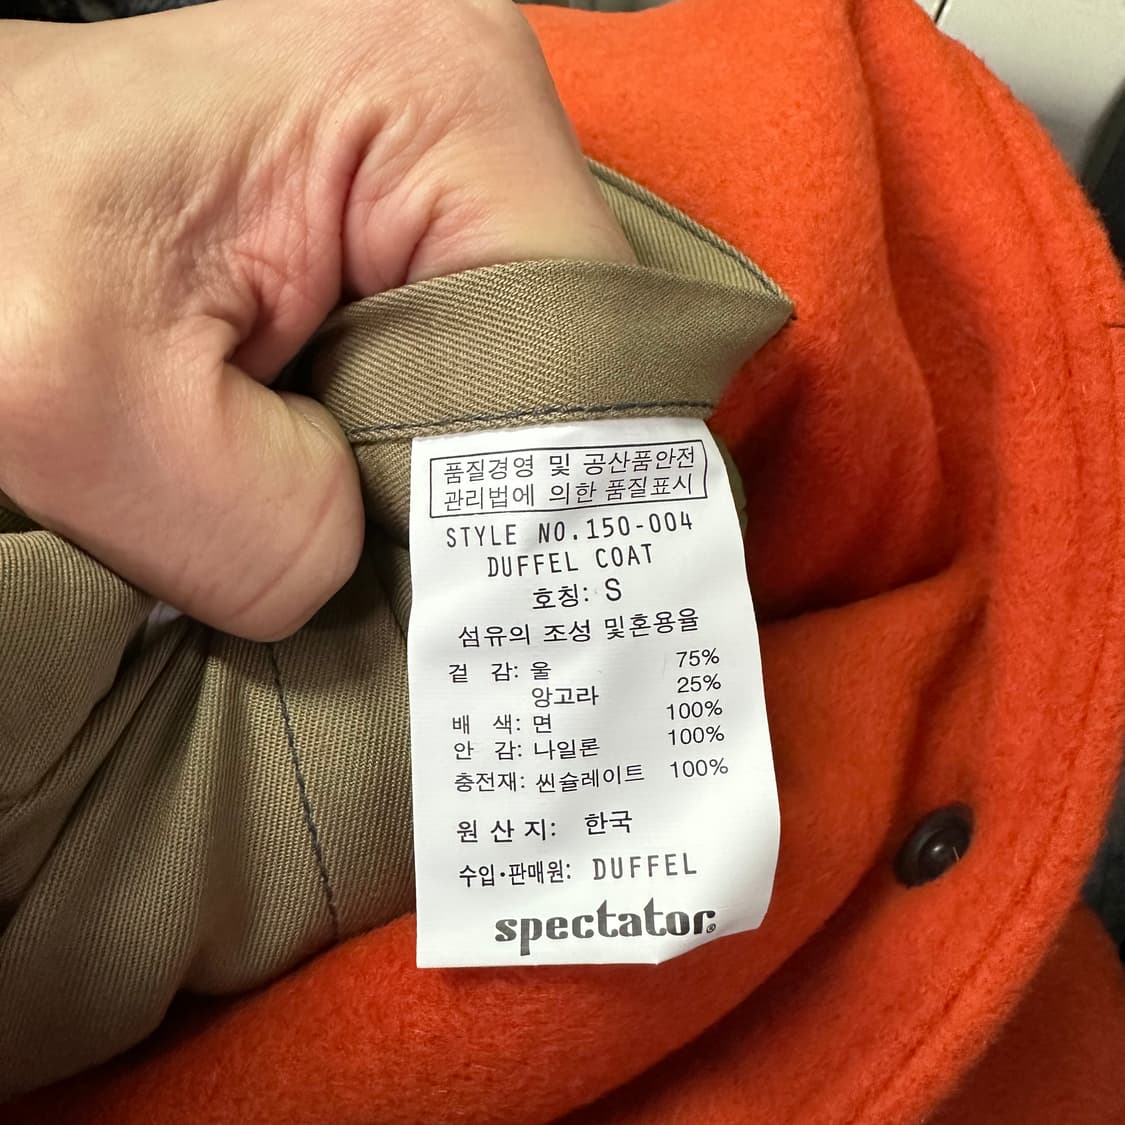 품질경영 및 공산품안전
관리법에 의한 품질표시
STYLE NO.150-004
DUFFEL COAT
호칭: S
섬유의 조성 및혼용율
겉 감: 울 75%
앙고라 25%
배 색: 면 100%
안 감: 나일론 100%
충전재: 씬슐레이트 100%
원 산 지: 한국
수입·판매원: DUFFEL
spectator®